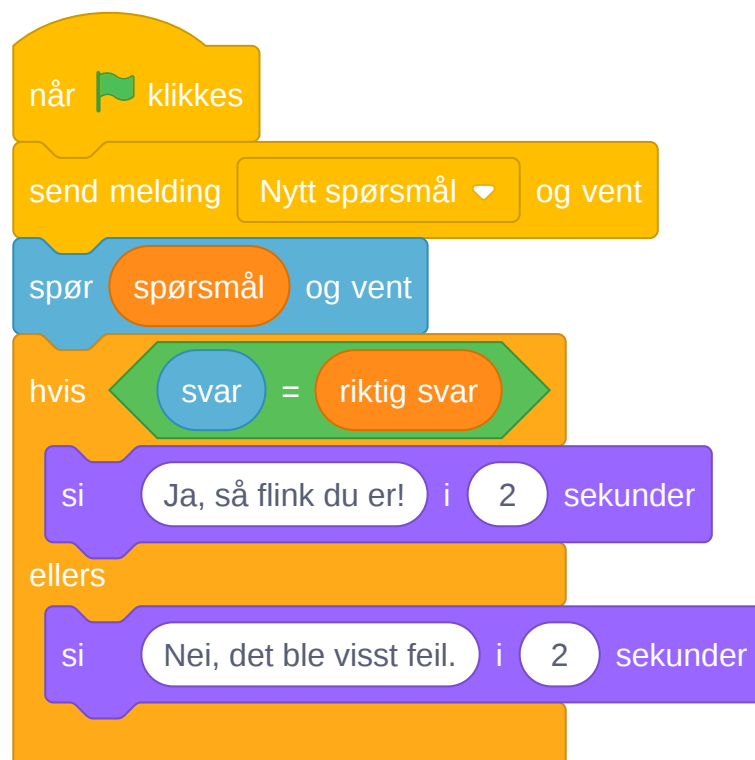 når klikkes
send melding Nytt spørsmål og vent
spør spørsmål og vent
hvis svar = riktig svar
si Ja, så flink du er! i 2 sekunder
ellers
si Nei, det ble visst feil. i 2 sekunder